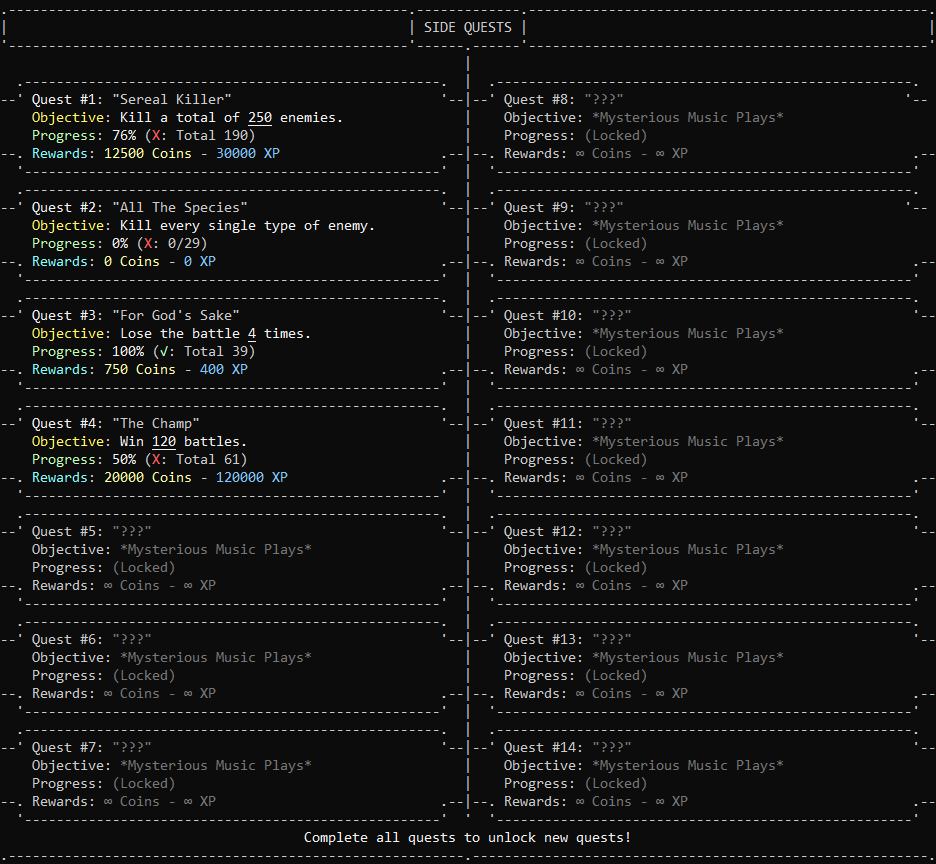 SIDE QUESTS
Quest #1: "Sereal Killer"
Objective: Kill a total of 250 enemies.
Progress: 76% (X: Total 190)
Rewards: 12500 Coins - 30000 XP
Quest #2: "All The Species"
Objective: Kill every single type of enemy.
Progress: 0% (X: 0/29)
Rewards: 0 Coins - 0 XP
Quest #3: "For God's Sake"
Objective: Lose the battle 4 times.
Progress: 100% (√: Total 39)
Rewards: 750 Coins - 400 XP
Quest #4: "The Champ"
Objective: Win 120 battles.
Progress: 50% (X: Total 61)
Rewards: 20000 Coins - 120000 XP
Quest #5: "???"
Objective: *Mysterious Music Plays*
Progress: (Locked)
Rewards: ∞ Coins - ∞ XP
Quest #6: "???"
Objective: *Mysterious Music Plays*
Progress: (Locked)
Rewards: ∞ Coins - ∞ XP
Quest #7: "???"
Objective: *Mysterious Music Plays*
Progress: (Locked)
Rewards: ∞ Coins - ∞ XP
Quest #8: "???"
Objective: *Mysterious Music Plays*
Progress: (Locked)
Rewards: ∞ Coins - ∞ XP
Quest #9: "???"
Objective: *Mysterious Music Plays*
Progress: (Locked)
Rewards: ∞ Coins - ∞ XP
Quest #10: "???"
Objective: *Mysterious Music Plays*
Progress: (Locked)
Rewards: ∞ Coins - ∞ XP
Quest #11: "???"
Objective: *Mysterious Music Plays*
Progress: (Locked)
Rewards: ∞ Coins - ∞ XP
Quest #12: "???"
Objective: *Mysterious Music Plays*
Progress: (Locked)
Rewards: ∞ Coins - ∞ XP
Quest #13: "???"
Objective: *Mysterious Music Plays*
Progress: (Locked)
Rewards: ∞ Coins - ∞ XP
Quest #14: "???"
Objective: *Mysterious Music Plays*
Progress: (Locked)
Rewards: ∞ Coins - ∞ XP
Complete all quests to unlock new quests!